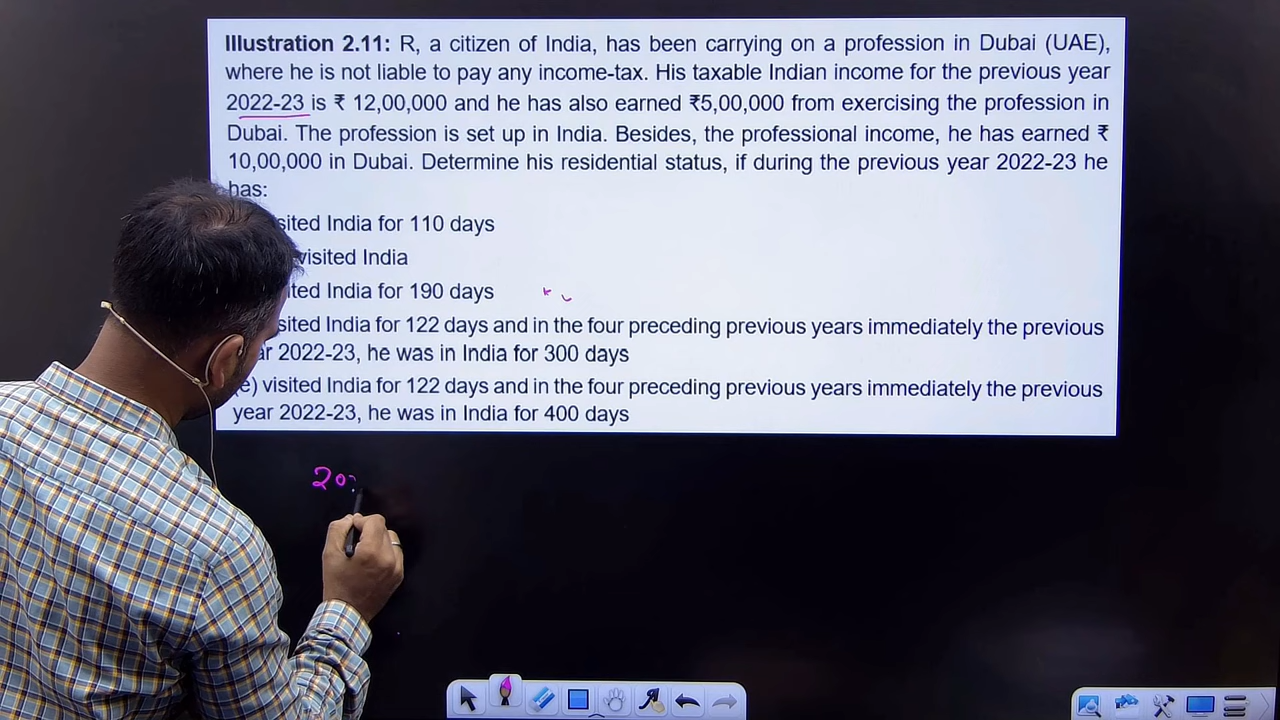 Illustration 2.11: R, a citizen of India, has been carrying on a profession in Dubai (UAE),
where he is not liable to pay any income-tax. His taxable Indian income for the previous year
2022-23 is ₹ 12,00,000 and he has also earned ₹5,00,000 from exercising the profession in
Dubai. The profession is set up in India. Besides, the professional income, he has earned ₹
10,00,000 in Dubai. Determine his residential status, if during the previous year 2022-23 he
has:
India for 110 days
visited India
India for 190 days
India for 122 days and in the four preceding previous years immediately the previous
2022-23, he was in India for 300 days
(e) visited India for 122 days and in the four preceding previous years immediately the previous
year 2022-23, he was in India for 400 days
20